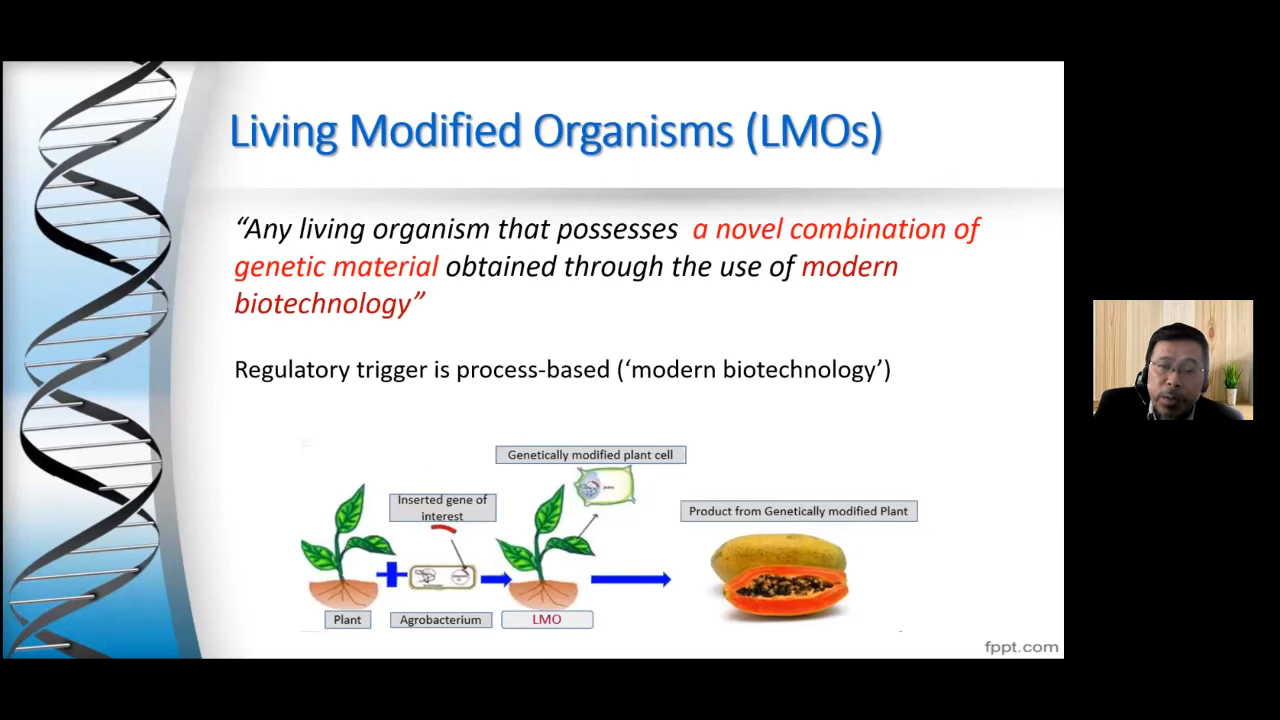 Living Modified Organisms (LMOs)
“Any living organism that possesses a novel combination of
genetic material obtained through the use of modern
biotechnology”
Regulatory trigger is process-based (‘modern biotechnology’)
Genetically modified plant cell
Inserted gene of
interest
Product from Genetically modified Plant
Plant
Agrobacterium
LMO
fppt.com